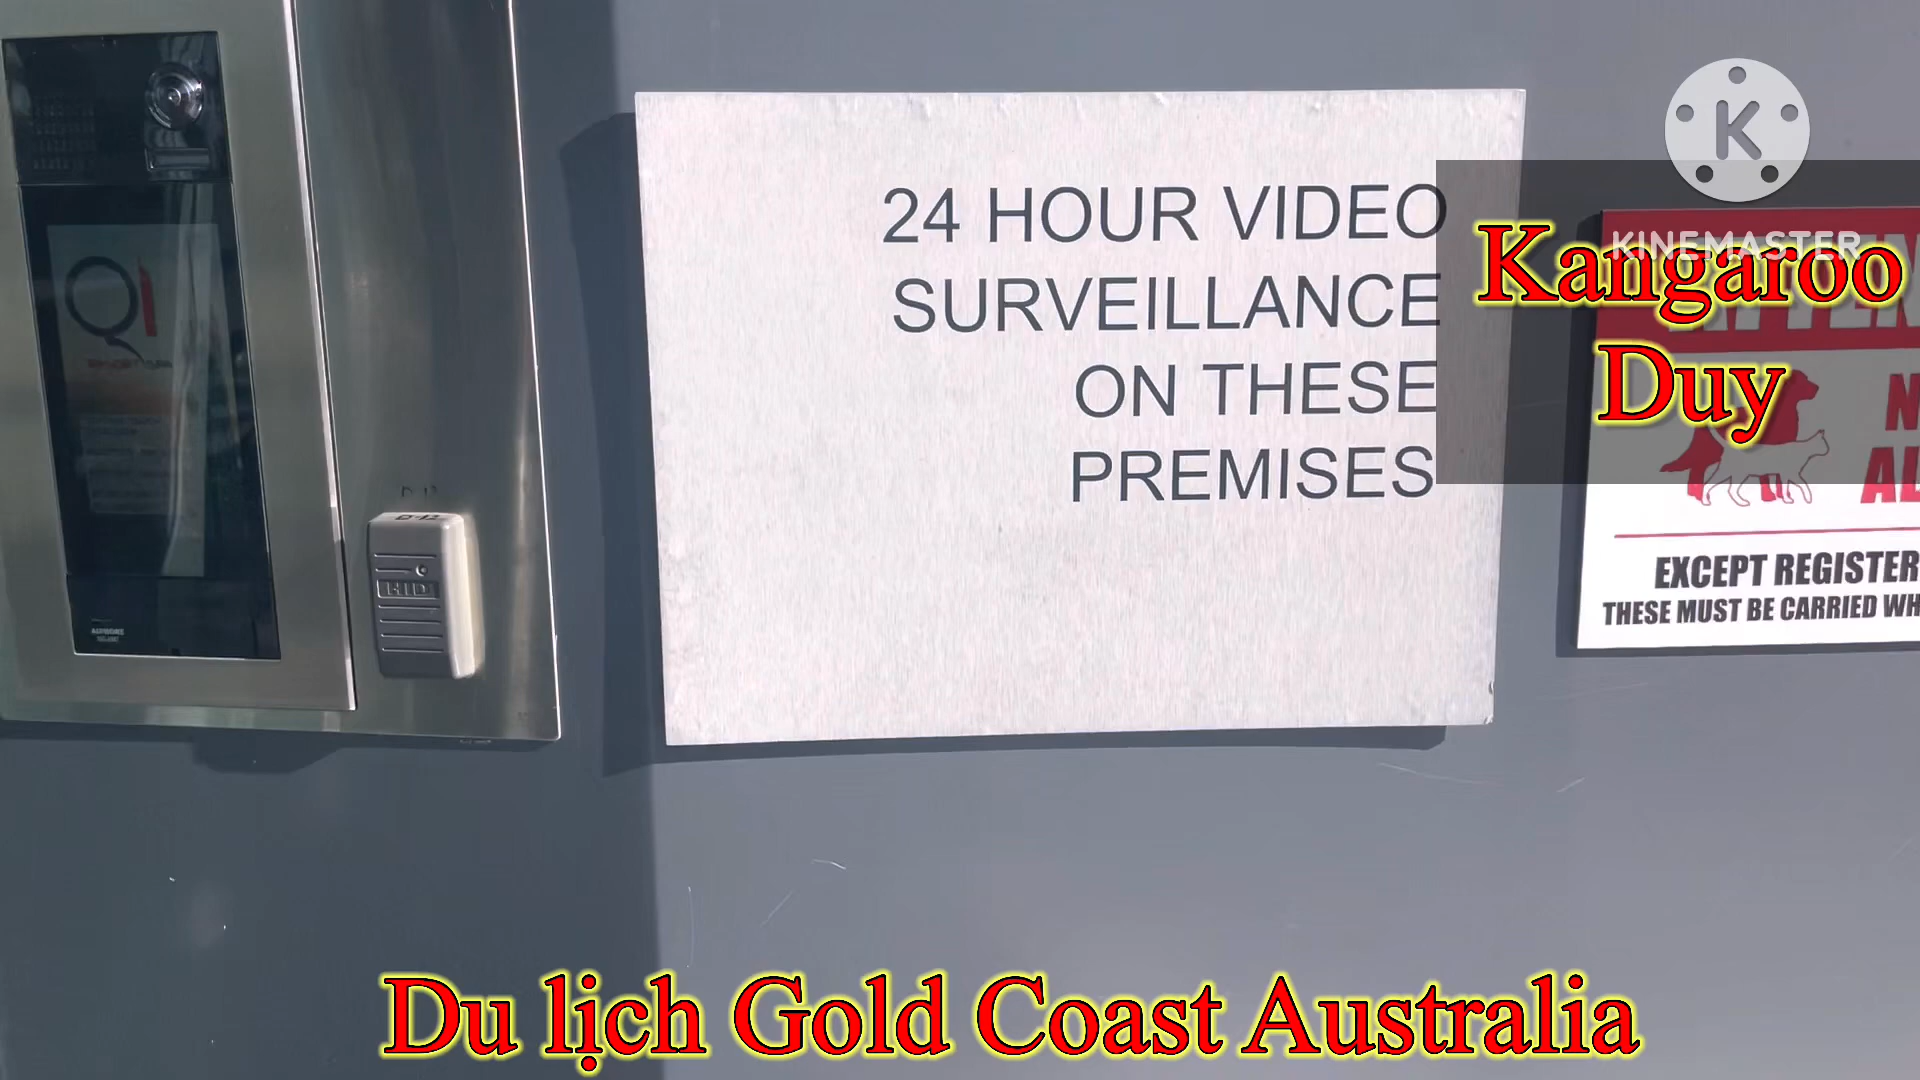 24 HOUR VIDEO
SURVEILLANCE
ON THESE
PREMISES
K
KINEMASTER
Kangaroo
Duy
EXCEPT REGISTER
THESE MUST BE CARRIED WH
HID
QI
Du lịch Gold Coast Australia